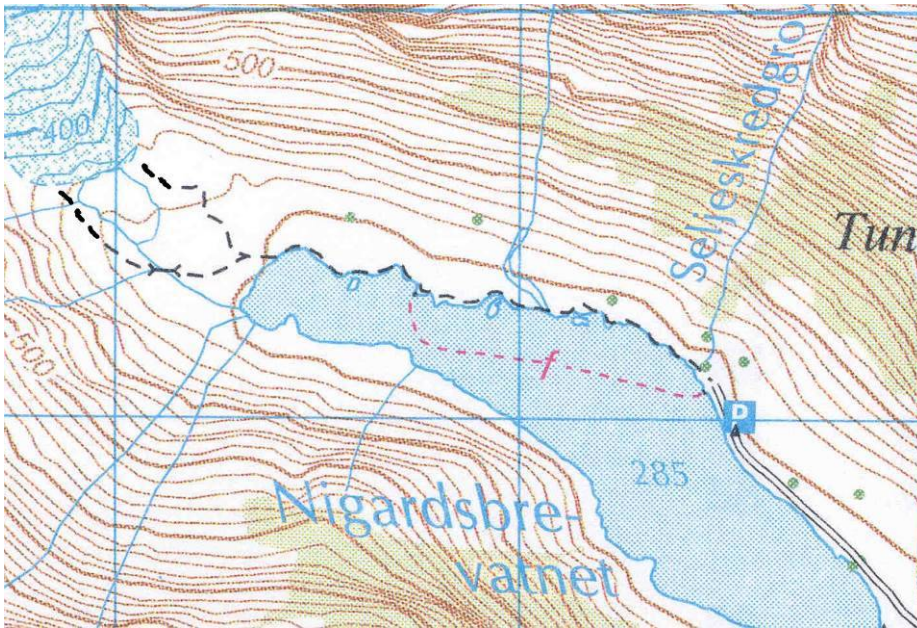 500
400
Seljeskredgro
Tun
f
D
285
500
Nigardsbre-
vatnet